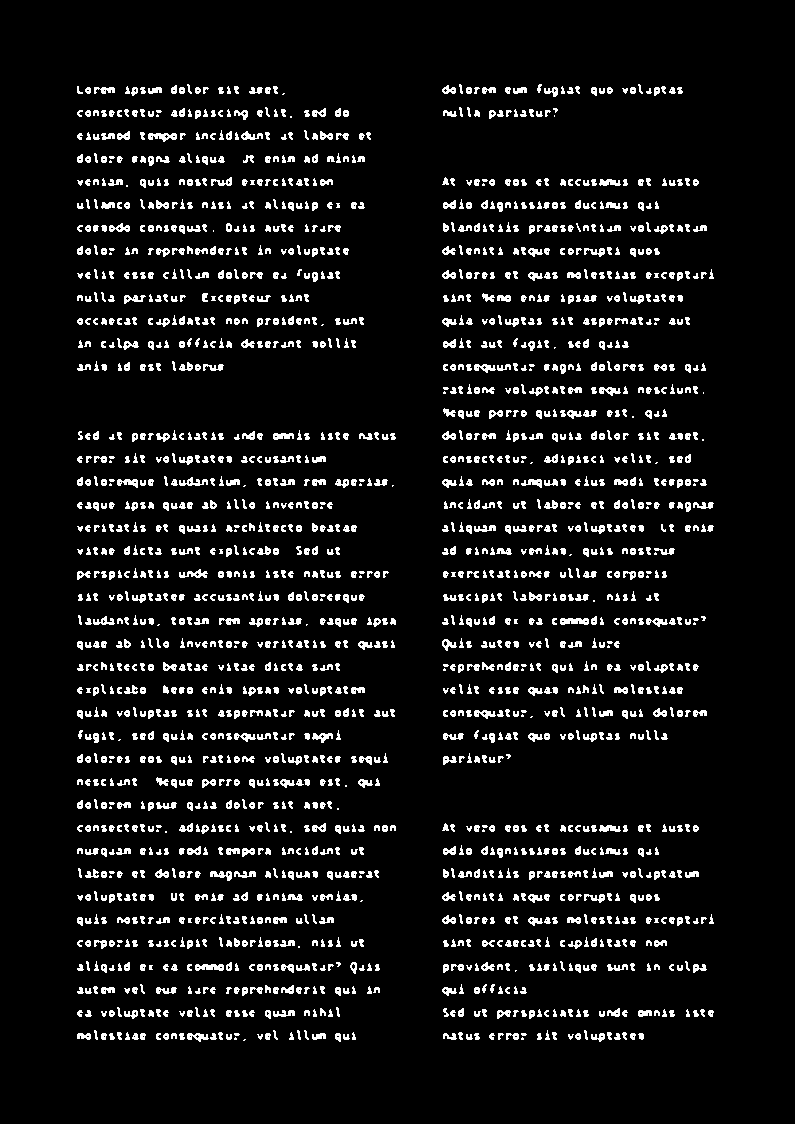 Lorem ipsum dolor sit amet,
consectetur adipiscing elit, sed do
eiusmod tempor incididunt ut labore et
dolore magna aliqua. Ut enim ad minim
veniam, quis nostrud exercitation
ullamco laboris nisi ut aliquip ex ea
commodo consequat. Duis aute irure
dolor in reprehenderit in voluptate
velit esse cillum dolore eu fugiat
nulla pariatur. Excepteur sint
occaecat cupidatat non proident, sunt
in culpa qui officia deserunt mollit
anim id est laborum
Sed ut perspiciatis unde omnis iste natus
error sit voluptatem accusantium
doloremque laudantium, totam rem aperiam,
eaque ipsa quae ab illo inventore
veritatis et quasi architecto beatae
vitae dicta sunt explicabo. Sed ut
perspiciatis unde omnis iste natus error
sit voluptatem accusantium doloremque
laudantium, totam rem aperiam, eaque ipsa
quae ab illo inventore veritatis et quasi
architecto beatae vitae dicta sunt
explicabo. Nemo enim ipsam voluptatem
quia voluptas sit aspernatur aut odit aut
fugit, sed quia consequuntur magni
dolores eos qui ratione voluptatem sequi
nesciunt. Neque porro quisquam est, qui
dolorem ipsum quia dolor sit amet,
consectetur, adipisci velit, sed quia non
numquam eius modi tempora incidunt ut
labore et dolore magnam aliquam quaerat
voluptatem. Ut enim ad minima veniam,
quis nostrum exercitationem ullam
corporis suscipit laboriosam, nisi ut
aliquid ex ea commodi consequatur? Quis
autem vel eum iure reprehenderit qui in
ea voluptate velit esse quam nihil
molestiae consequatur, vel illum qui
dolorem eum fugiat quo voluptas
nulla pariatur?
At vero eos et accusamus et iusto
odio dignissimos ducimus qui
blanditiis praese\ntium voluptatum
deleniti atque corrupti quos
dolores et quas molestias excepturi
sint Nemo enim ipsam voluptatem
quia voluptas sit aspernatur aut
odit aut fugit, sed quia
consequuntur magni dolores eos qui
ratione voluptatem sequi nesciunt.
Neque porro quisquam est, qui
dolorem ipsum quia dolor sit amet,
consectetur, adipisci velit, sed
quia non numquam eius modi tempora
incidunt ut labore et dolore magnam
aliquam quaerat voluptatem. Ut enim
ad minima veniam, quis nostrum
exercitationem ullam corporis
suscipit laboriosam, nisi ut
aliquid ex ea commodi consequatur?
Quis autem vel eum iure
reprehenderit qui in ea voluptate
velit esse quam nihil molestiae
consequatur, vel illum qui dolorem
eum fugiat quo voluptas nulla
pariatur?
At vero eos et accusamus et iusto
odio dignissimos ducimus qui
blanditiis praesentium voluptatum
deleniti atque corrupti quos
dolores et quas molestias excepturi
sint occaecati cupiditate non
provident, similique sunt in culpa
qui officia
Sed ut perspiciatis unde omnis iste
natus error sit voluptatem